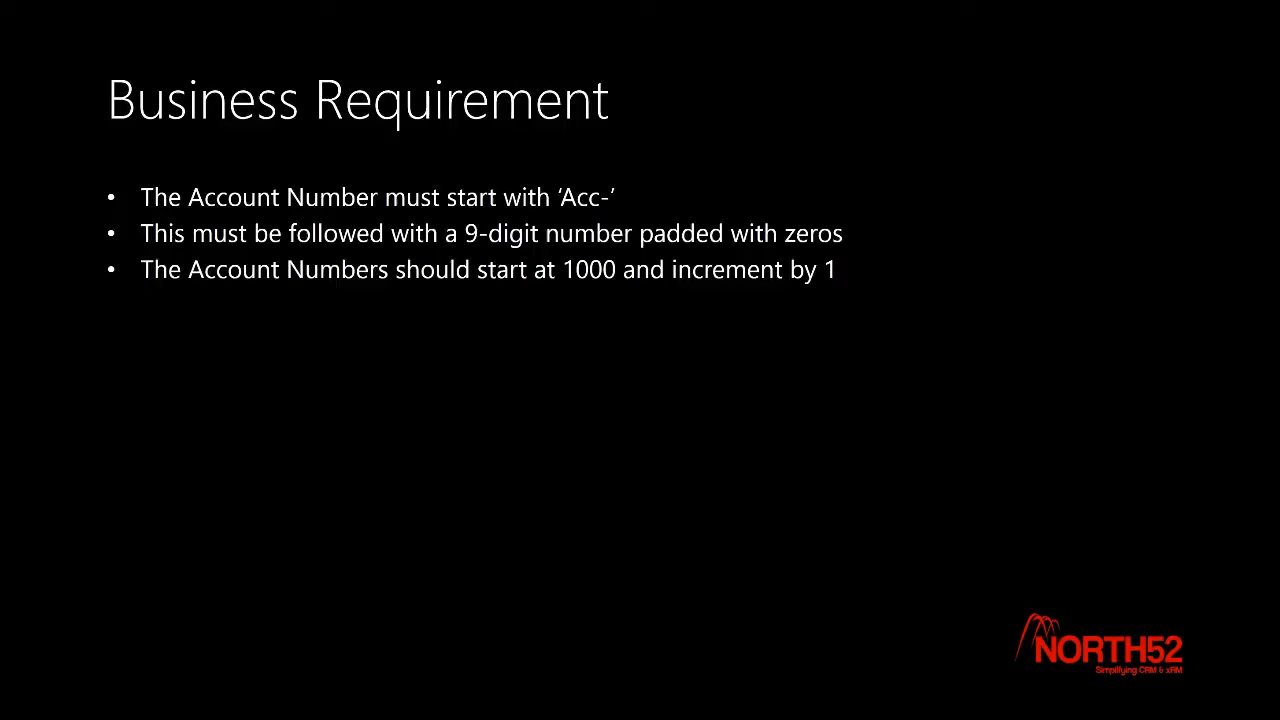 Business Requirement
• The Account Number must start with ‘Acc-’
• This must be followed with a 9-digit number padded with zeros
• The Account Numbers should start at 1000 and increment by 1
NORTH52
Simplifying CRM & xRM